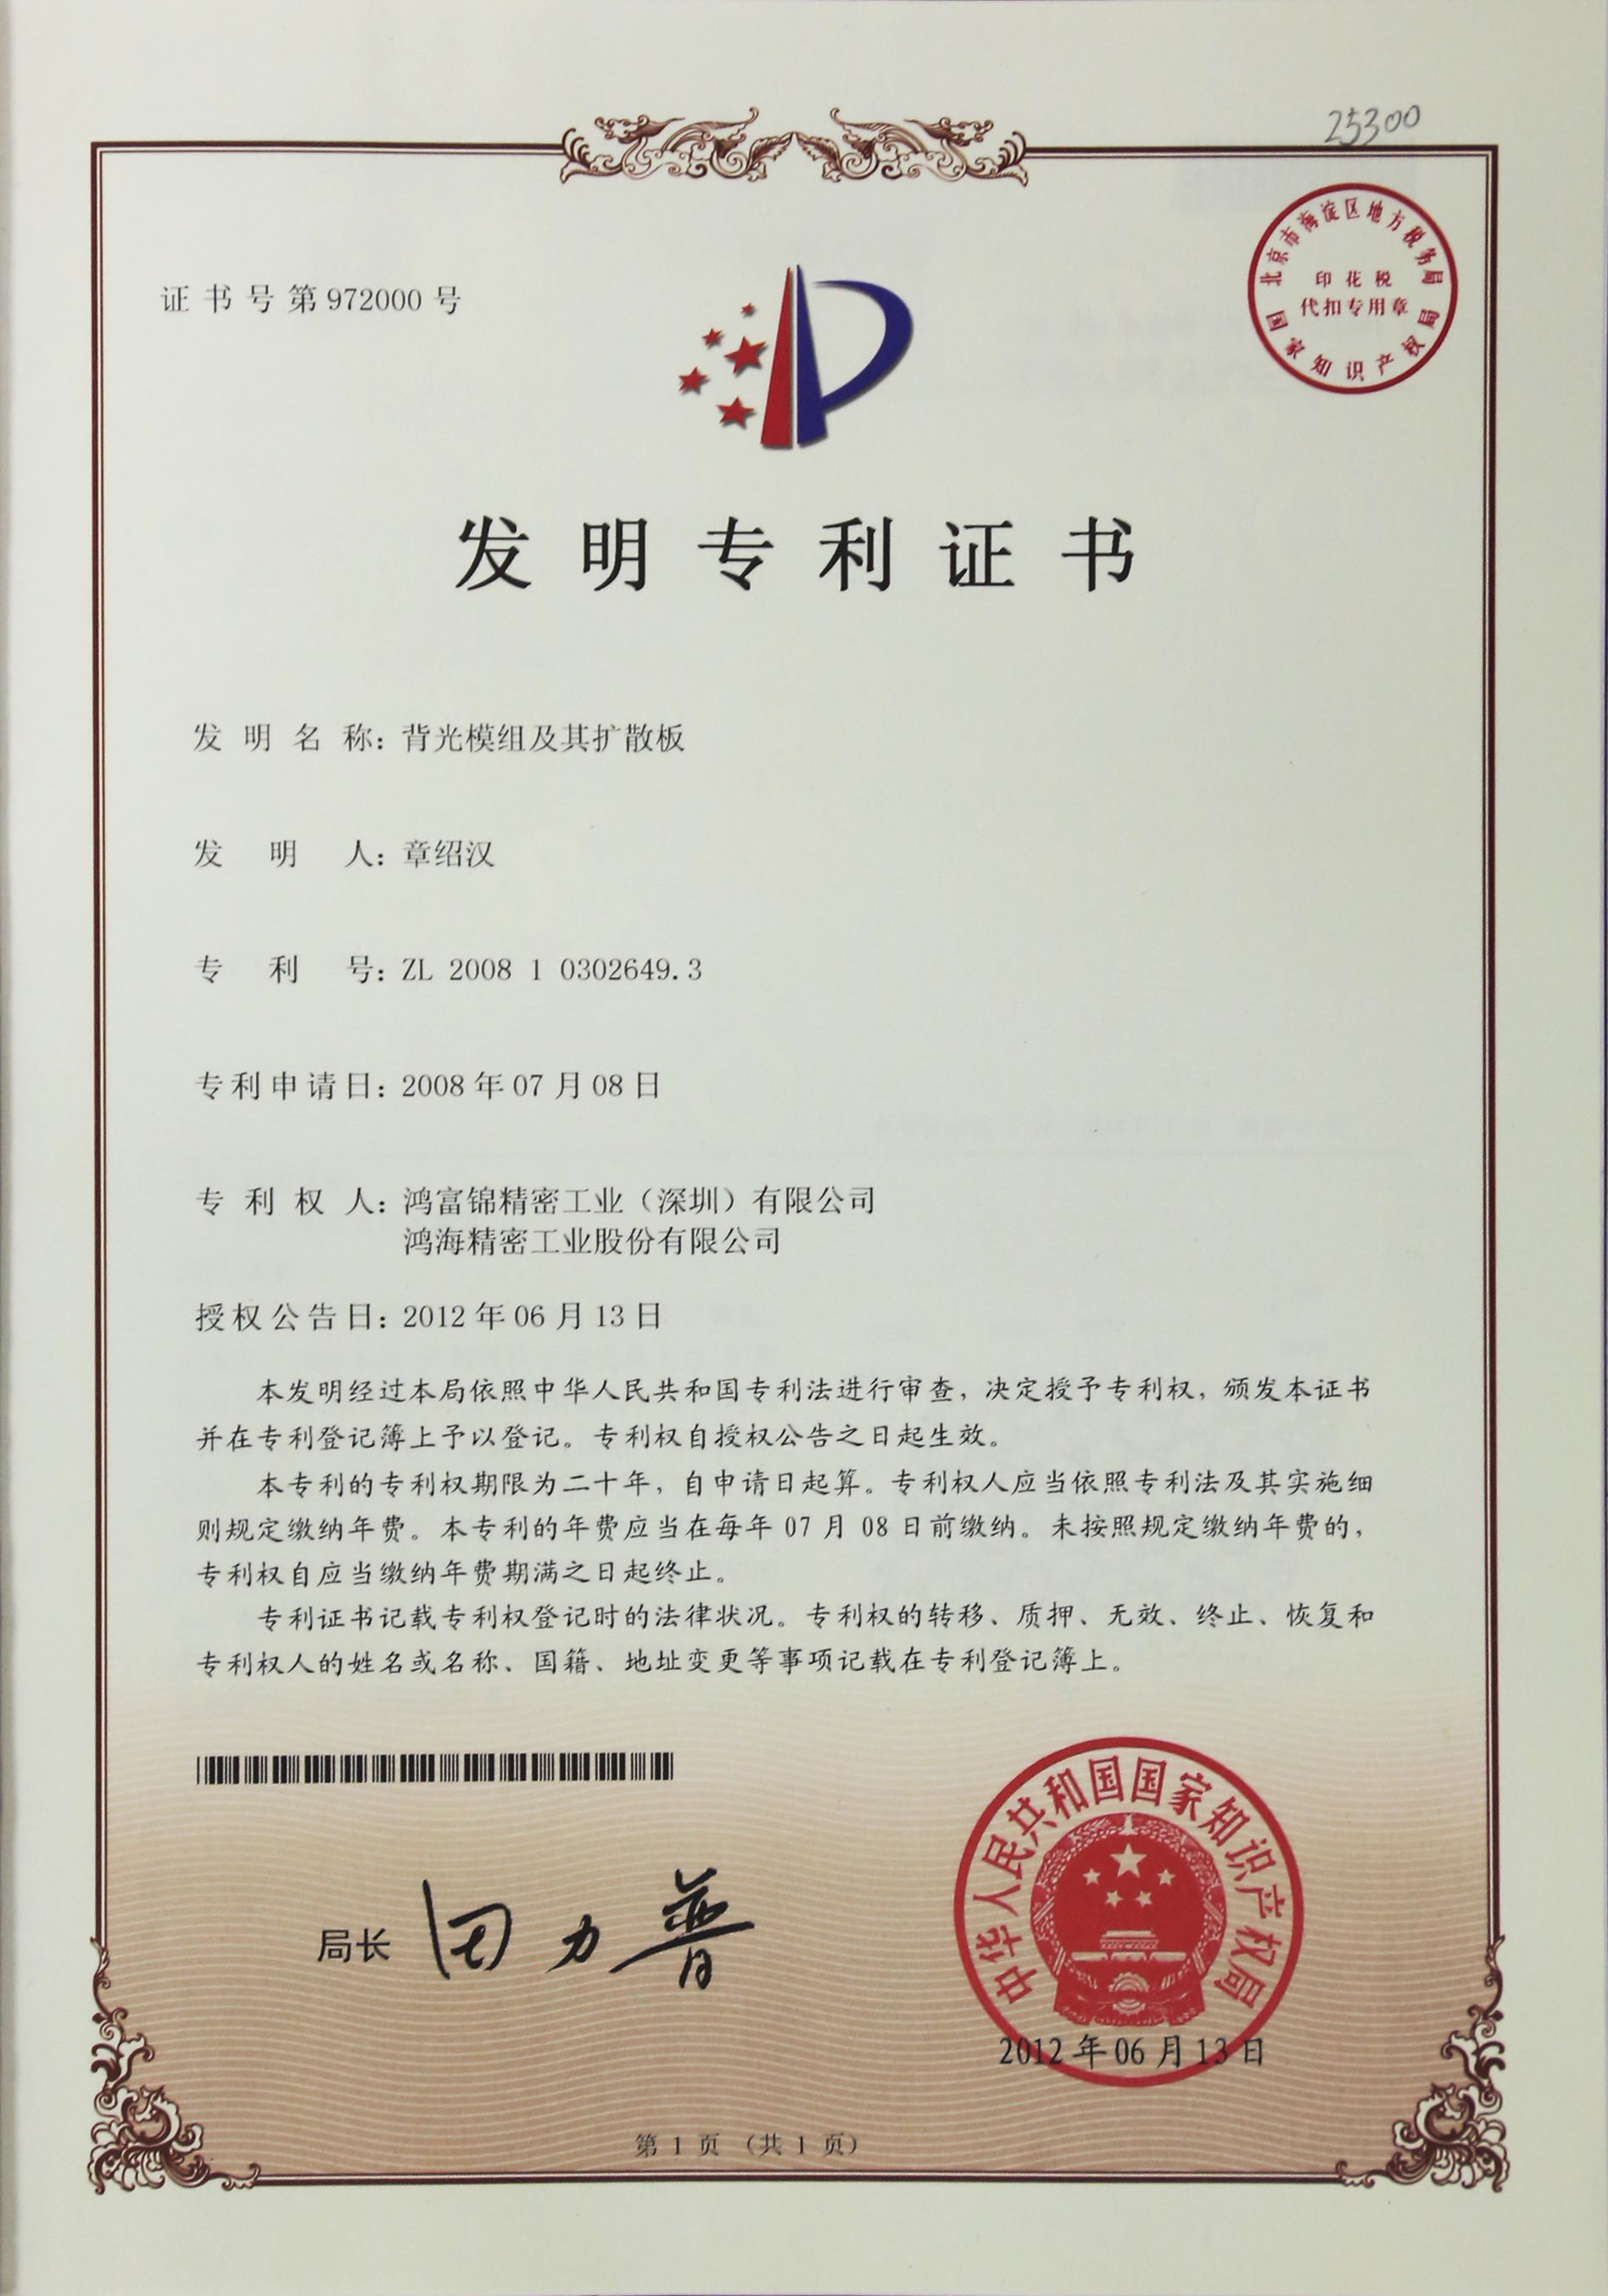 25300
北京市海淀区地方税务局
印花税
代扣专用章
国家知识产权局
证书号第972000号
发明专利证书
发明名称：背光模组及其扩散板
发明人：章绍汉
专利号：ZL 2008 1 0302649.3
专利申请日：2008年07月08日
专利权人：鸿富锦精密工业（深圳）有限公司
鸿海精密工业股份有限公司
授权公告日：2012年06月13日
本发明经过本局依照中华人民共和国专利法进行审查，决定授予专利权，颁发本证书
并在专利登记簿上予以登记。专利权自授权公告之日起生效。
本专利的专利权期限为二十年，自申请日起算。专利权人应当依照专利法及其实施细
则规定缴纳年费。本专利的年费应当在每年07月08日前缴纳。未按照规定缴纳年费的，
专利权自应当缴纳年费期满之日起终止。
专利证书记载专利权登记时的法律状况。专利权的转移、质押、无效、终止、恢复和
专利权人的姓名或名称、国籍、地址变更等事项记载在专利登记簿上。
中华人民共和国国家知识产权局
局长 田力普
2012年06月13日
第1页（共1页）